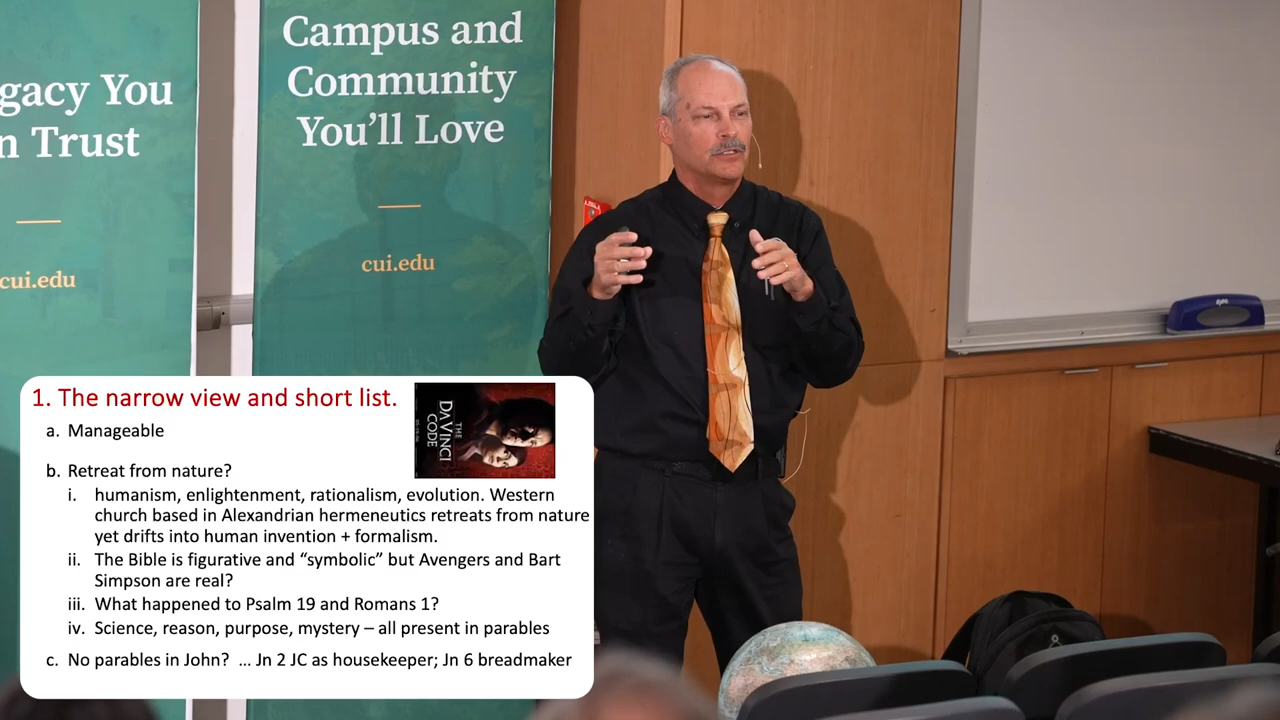 gacy You
n Trust
cui.edu
Campus and
Community
You'll Love
cui.edu
1. The narrow view and short list.
THE
DAVINCI
CODE
a. Manageable
b. Retreat from nature?
i. humanism, enlightenment, rationalism, evolution. Western
church based in Alexandrian hermeneutics retreats from nature
yet drifts into human invention + formalism.
ii. The Bible is figurative and “symbolic” but Avengers and Bart
Simpson are real?
iii. What happened to Psalm 19 and Romans 1?
iv. Science, reason, purpose, mystery – all present in parables
c. No parables in John? ... Jn 2 JC as housekeeper; Jn 6 breadmaker